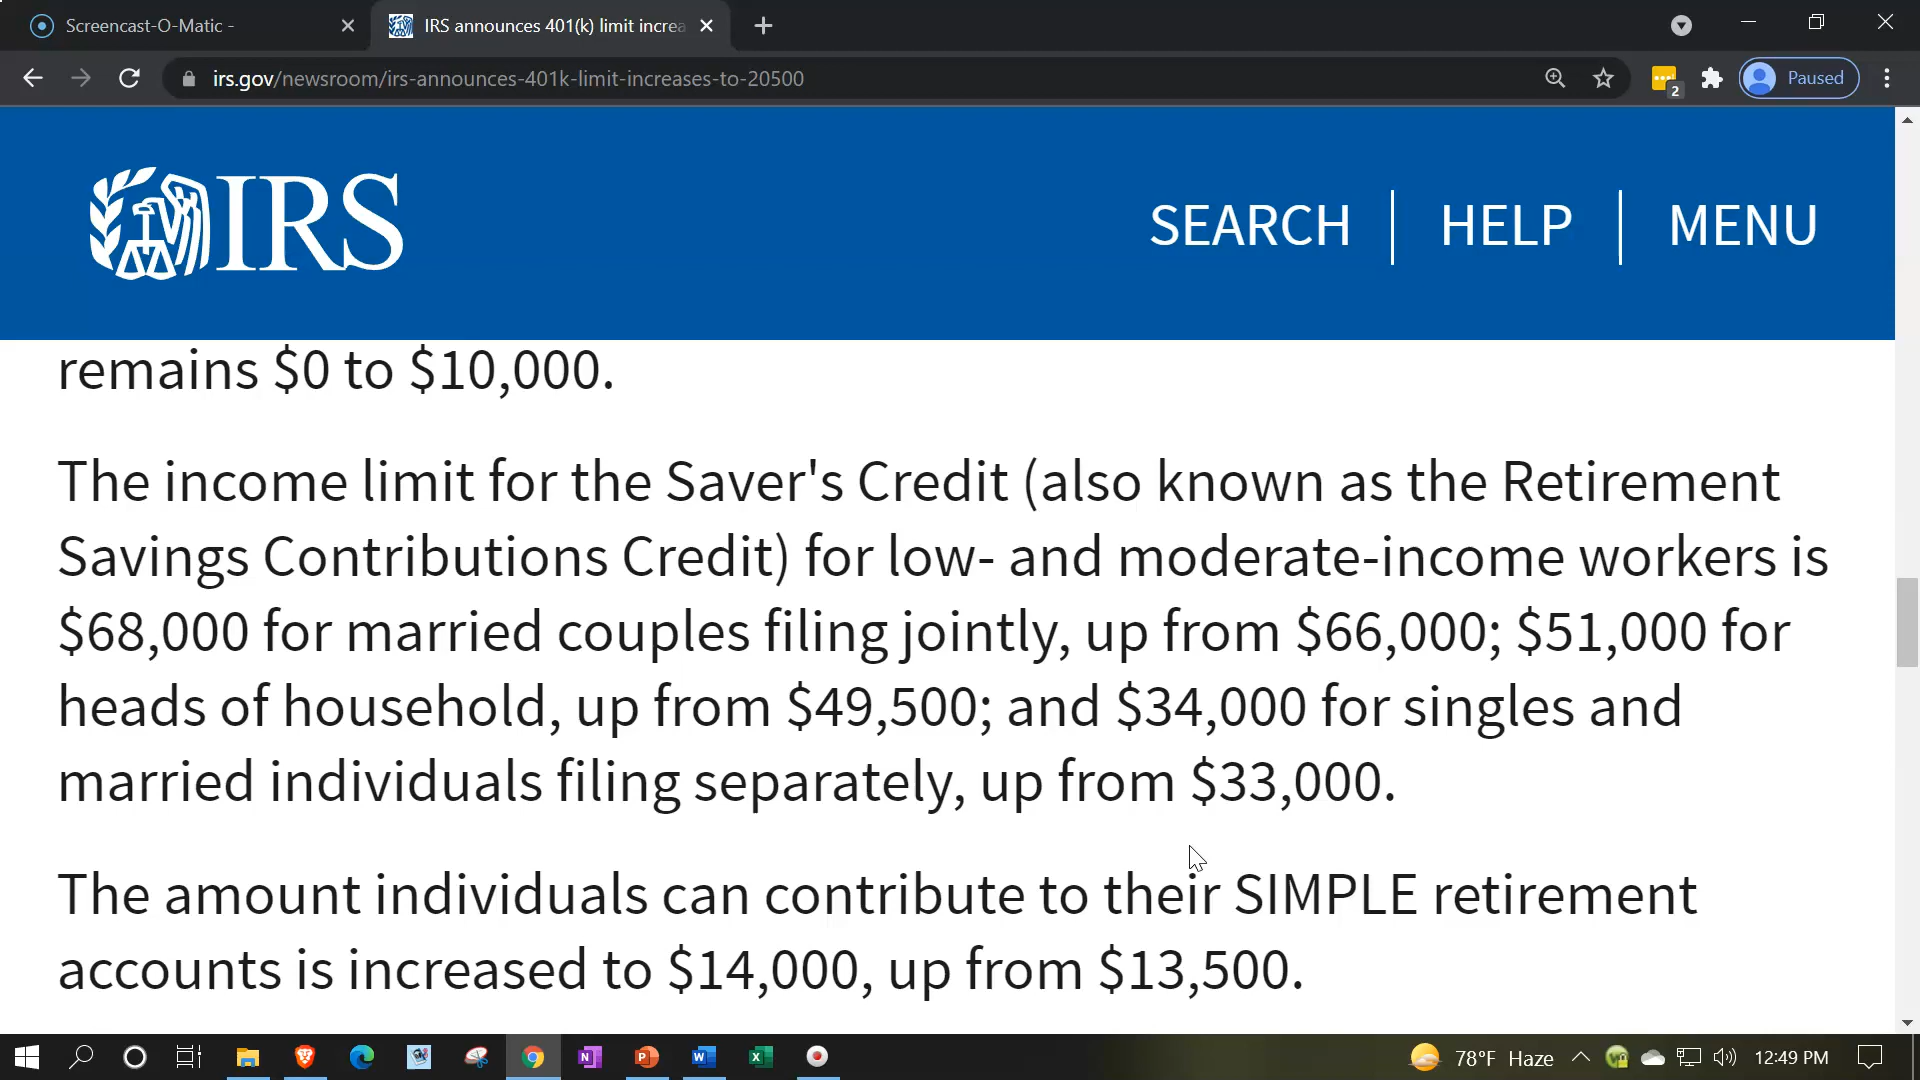 Screencast-O-Matic -
IRS announces 401(k) limit increa
irs.gov/newsroom/irs-announces-401k-limit-increases-to-20500
2
Paused
IRS
SEARCH
HELP
MENU
remains $0 to $10,000.
The income limit for the Saver's Credit (also known as the Retirement
Savings Contributions Credit) for low- and moderate-income workers is
$68,000 for married couples filing jointly, up from $66,000; $51,000 for
heads of household, up from $49,500; and $34,000 for singles and
married individuals filing separately, up from $33,000.
The amount individuals can contribute to their SIMPLE retirement
accounts is increased to $14,000, up from $13,500.
N
P
W
X
78°F Haze
12:49 PM